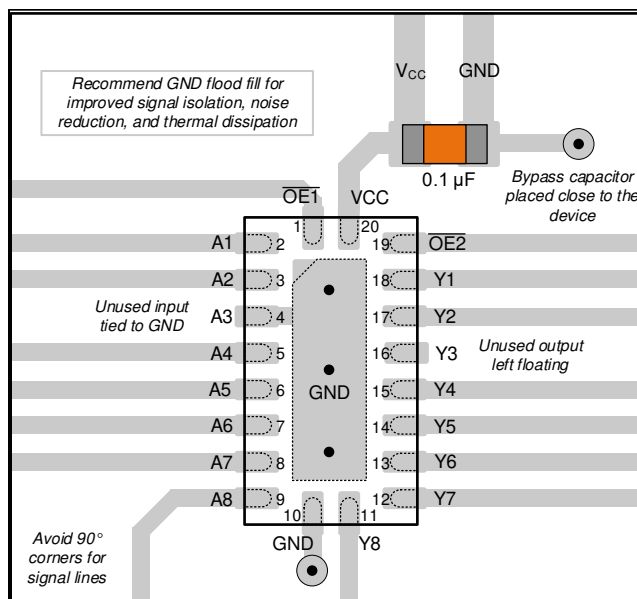 Recommend GND flood fill for
improved signal isolation, noise
reduction, and thermal dissipation
V_CC GND
0.1 µF
Bypass capacitor
placed close to the
device
O̅E̅1̅ VCC
1 20
A1 2 19 O̅E̅2̅
A2 3 18 Y1
Unused input
tied to GND
A3 4 17 Y2
A4 5 16 Y3
Unused output
left floating
A5 6 GND 15 Y4
A6 7 14 Y5
A7 8 13 Y6
A8 9 12 Y7
10 11
GND Y8
Avoid 90°
corners for
signal lines